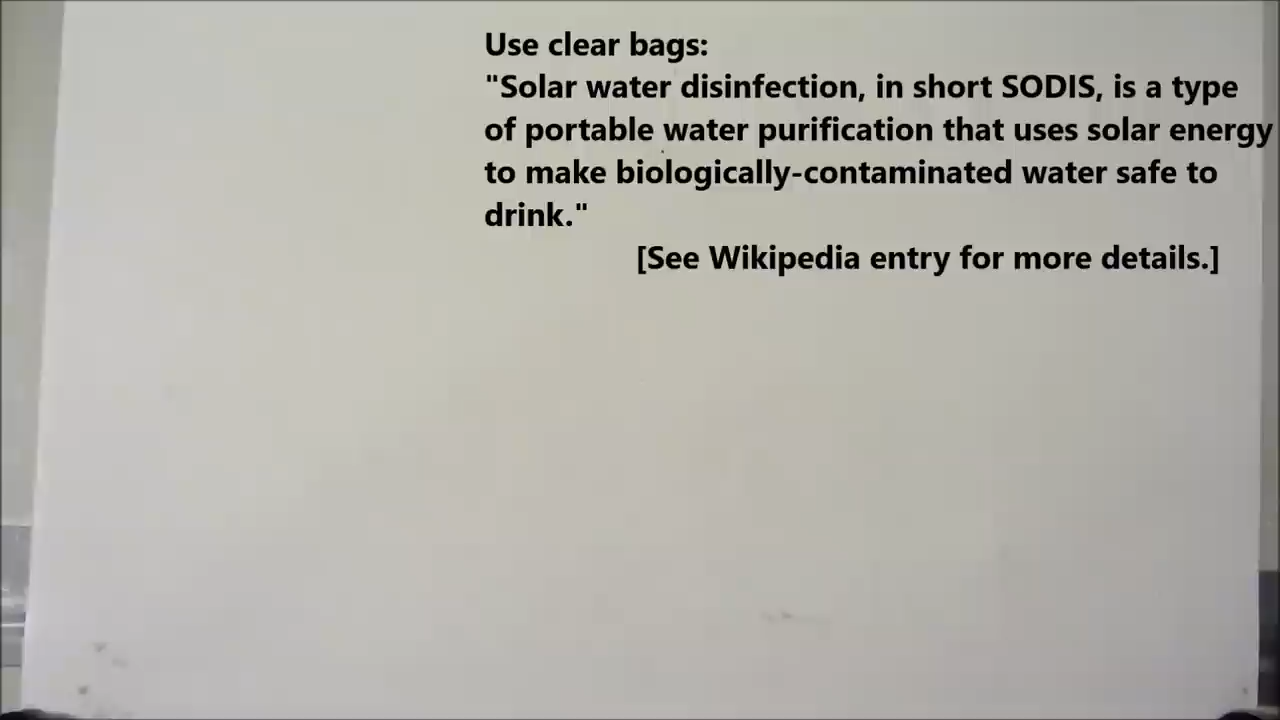 Use clear bags:
"Solar water disinfection, in short SODIS, is a type
of portable water purification that uses solar energy
to make biologically-contaminated water safe to
drink."
[See Wikipedia entry for more details.]